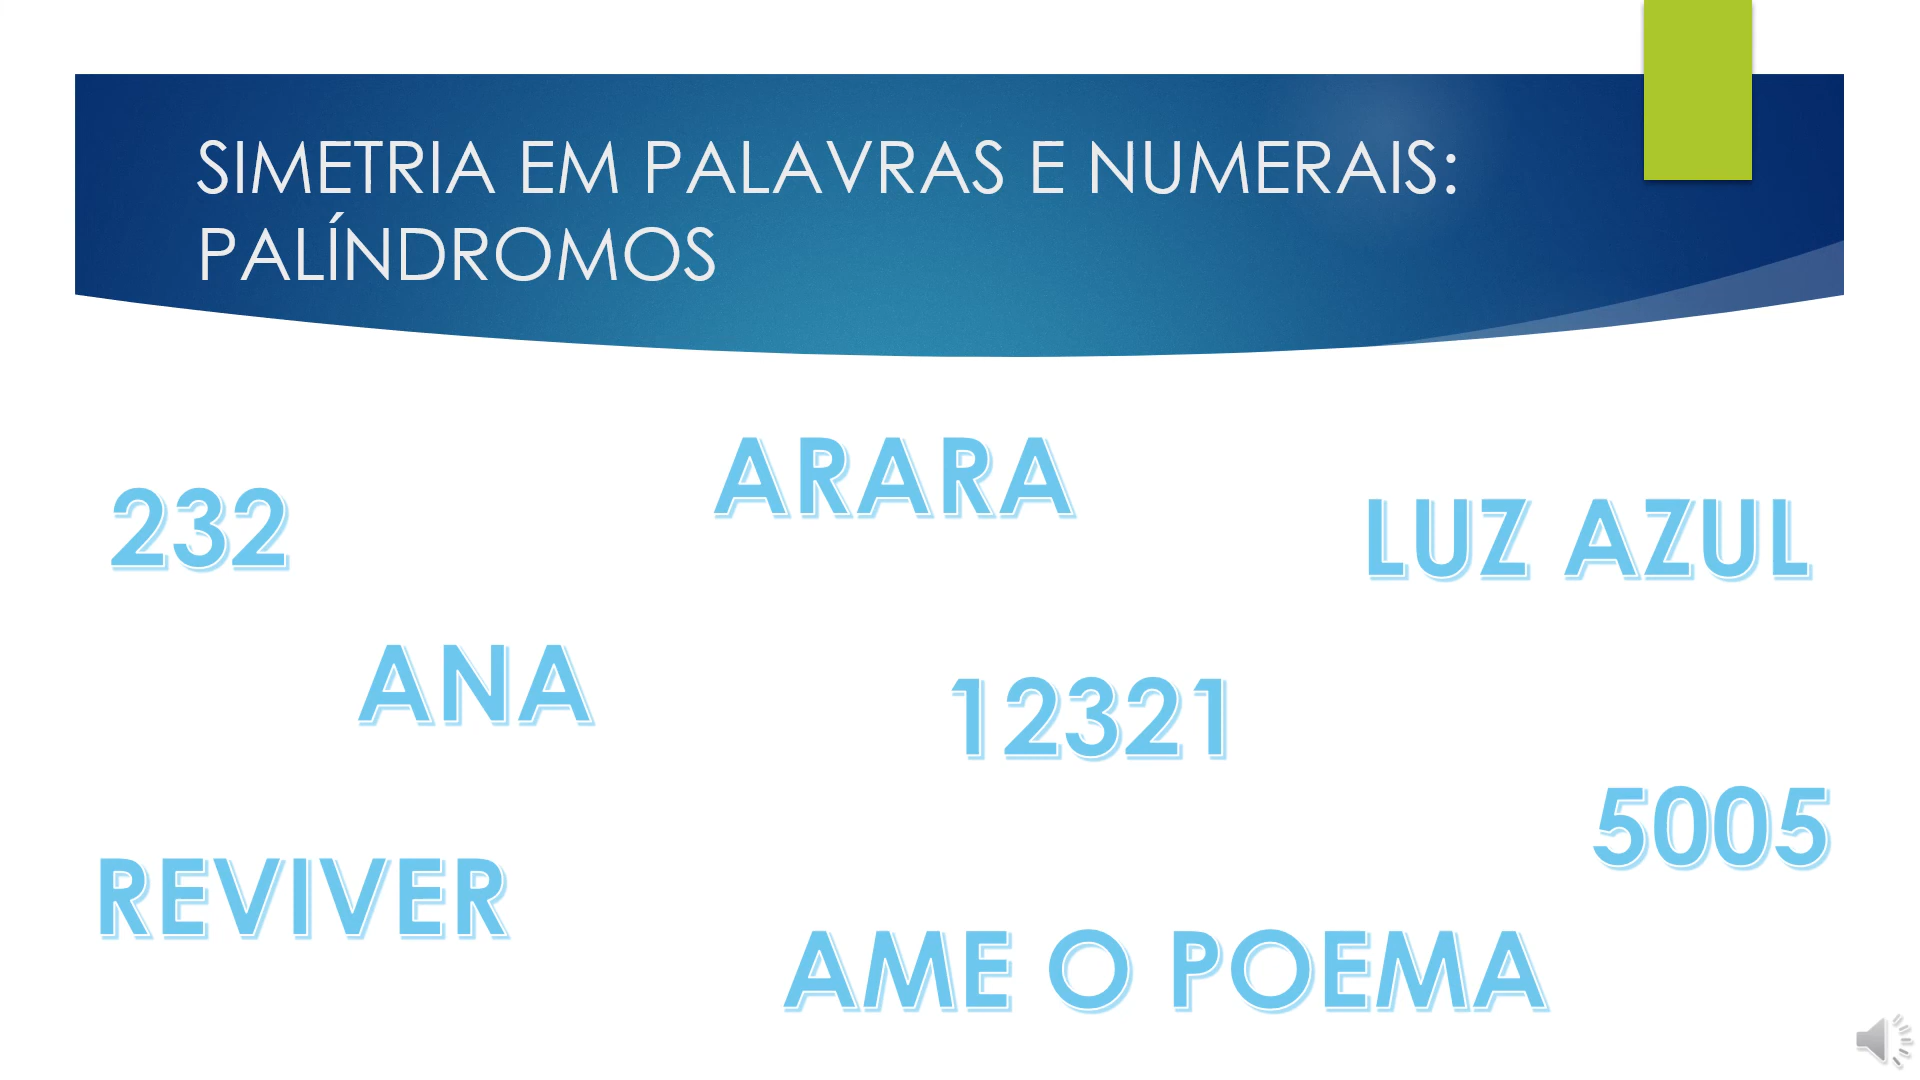 SIMETRIA EM PALAVRAS E NUMERAIS:
PALÍNDROMOS
ARARA
232
LUZ AZUL
ANA
12321
5005
REVIVER
AME O POEMA